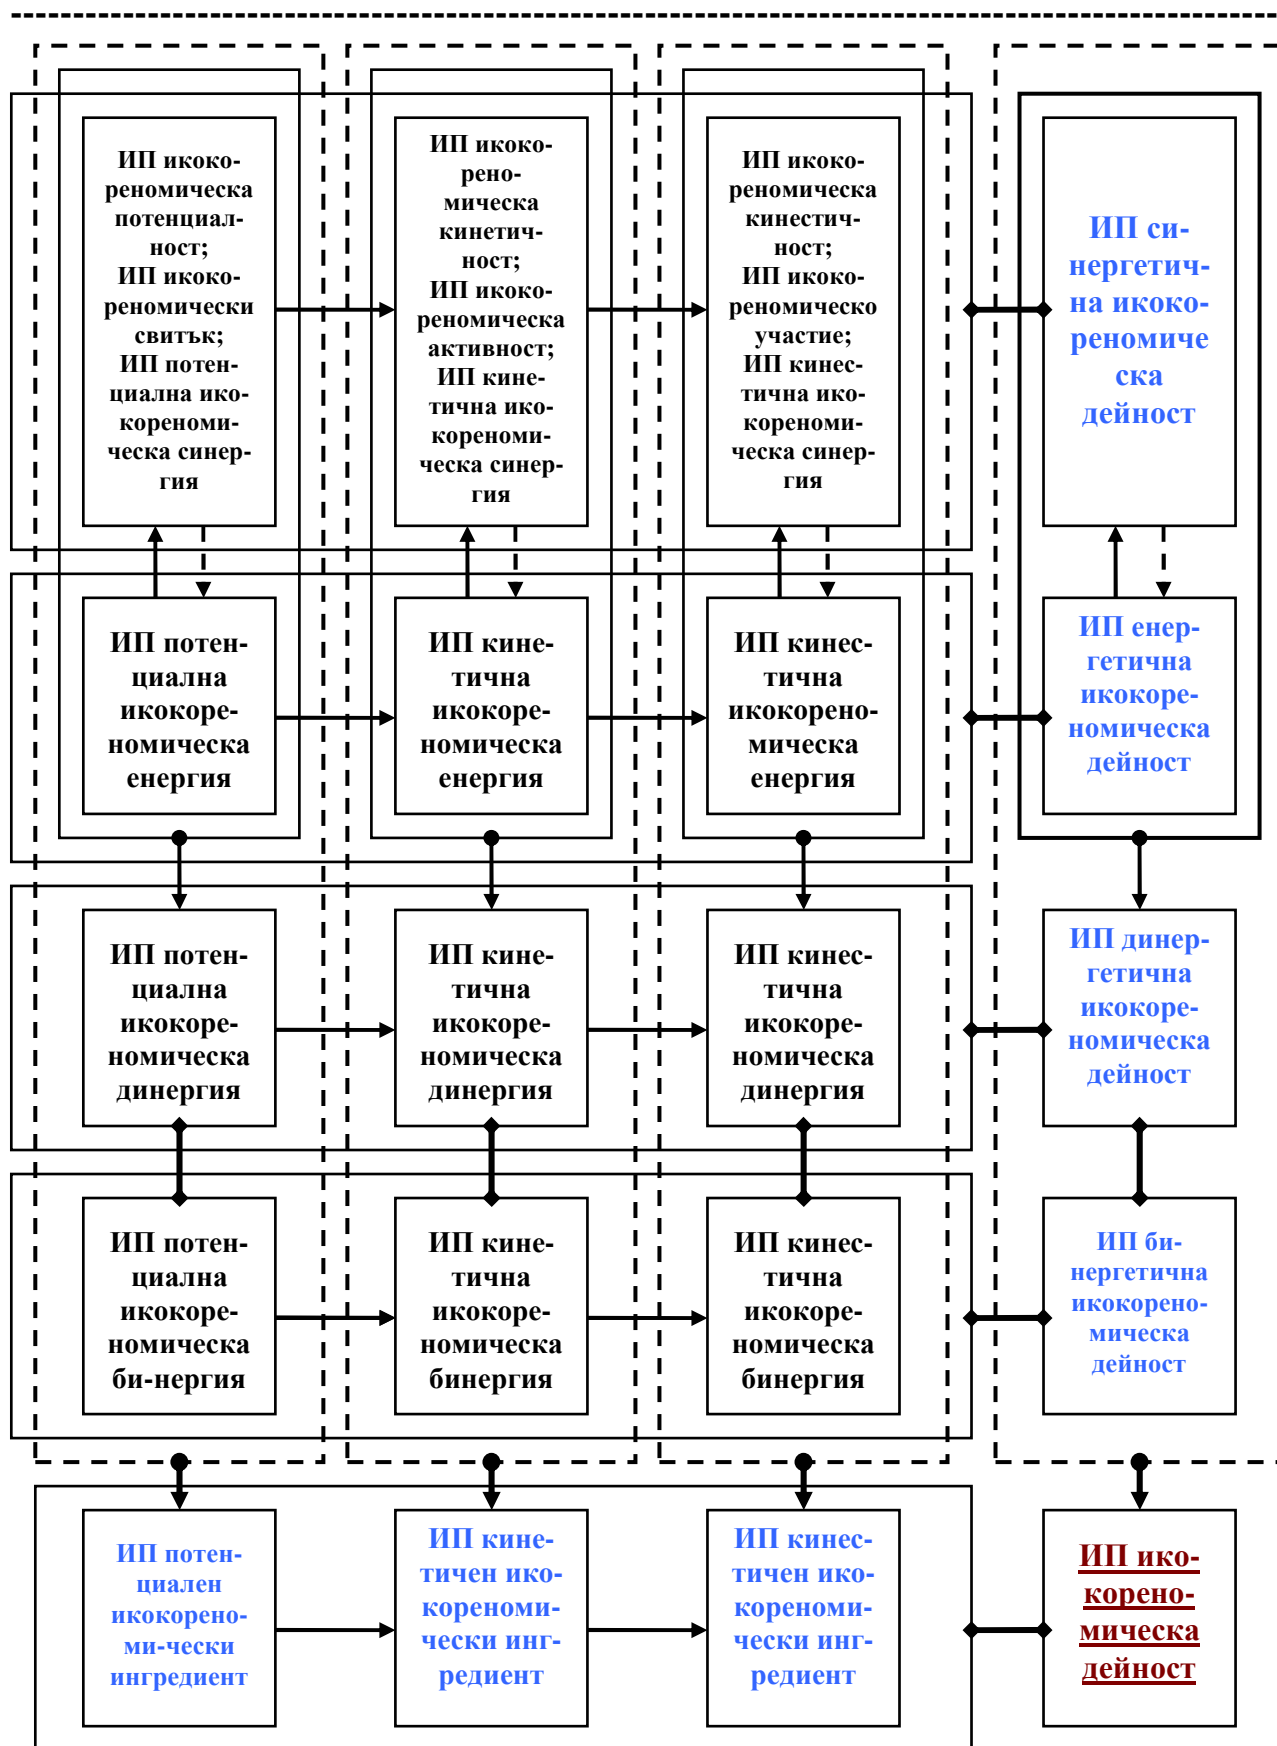 ИП икоко-
реномическа
потенциал-
ност;
ИП икоко-
реномически
свитък;
ИП потен-
циална ико-
кореноми-
ческа синер-
гия
ИП икоко-
рено-
мическа
кинетич-
ност;
ИП икоко-
реномическа
активност;
ИП кине-
тична ико-
кореноми-
ческа синер-
гия
ИП икоко-
реномическа
кинестич-
ност;
ИП икоко-
реномическо
участие;
ИП кинес-
тична ико-
кореноми-
ческа синер-
гия
ИП си-
нергетич-
на икоко-
реномиче
ска
дейност
ИП потен-
циална
икокоре-
номическа
енергия
ИП кине-
тична
икокоре-
номическа
енергия
ИП кинес-
тична
икокорено-
мическа
енергия
ИП енер-
гетична
икокоре-
номическа
дейност
ИП потен-
циална
икокоре-
номическа
динергия
ИП кине-
тична
икокоре-
номическа
динергия
ИП кинес-
тична
икокоре-
номическа
динергия
ИП динер-
гетична
икокоре-
номическа
дейност
ИП потен-
циална
икокоре-
номическа
би-нергия
ИП кине-
тична
икокоре-
номическа
бинергия
ИП кинес-
тична
икокоре-
номическа
бинергия
ИП би-
нергетична
икокорено-
мическа
дейност
ИП потен-
циален
икокорено-
ми-чески
ингредиент
ИП кине-
тичен ико-
кореноми-
чески инг-
редиент
ИП кинес-
тичен ико-
кореноми-
чески инг-
редиент
ИП ико-
корено-
мическа
дейност